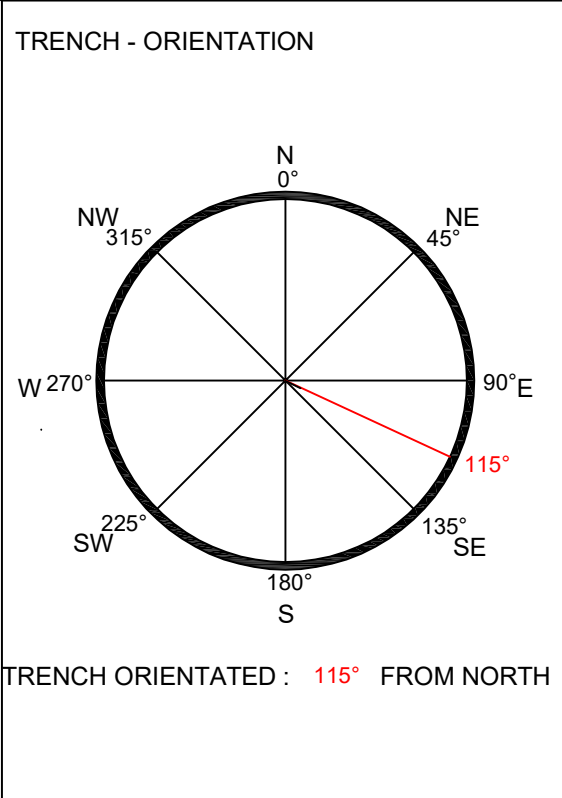 TRENCH - ORIENTATION
N
0°
NW
315°
NE
45°
W 270°
90° E
115°
SW
225°
135°
SE
180°
S
TRENCH ORIENTATED : 115° FROM NORTH